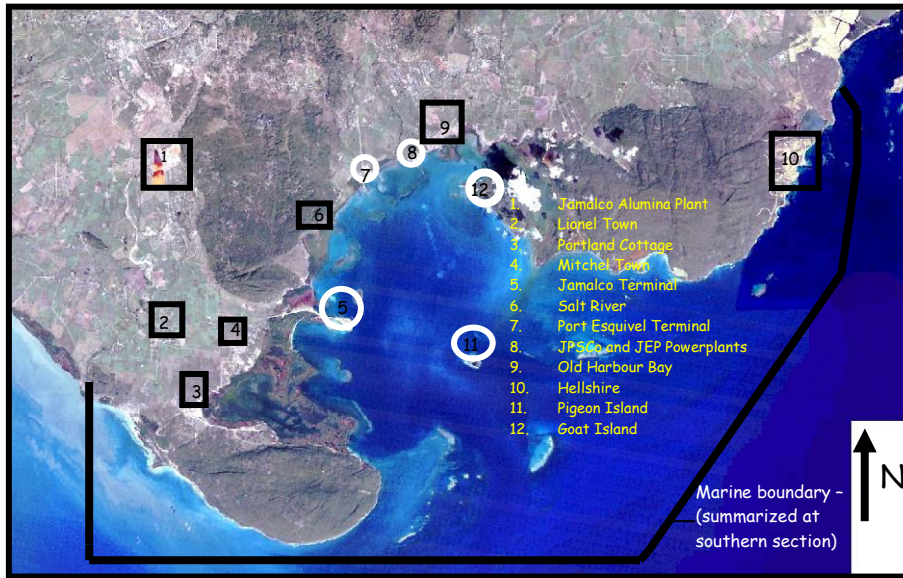 9
8
1
7
10
12
6
1. Jamalco Alumina Plant
2. Lionel Town
3. Portland Cottage
4. Mitchel Town
5. Jamalco Terminal
6. Salt River
7. Port Esquivel Terminal
8. JPSCo and JEP Powerplants
9. Old Harbour Bay
10. Hellshire
11. Pigeon Island
12. Goat Island
5
2
4
11
3
N
Marine boundary –
(summarized at
southern section)